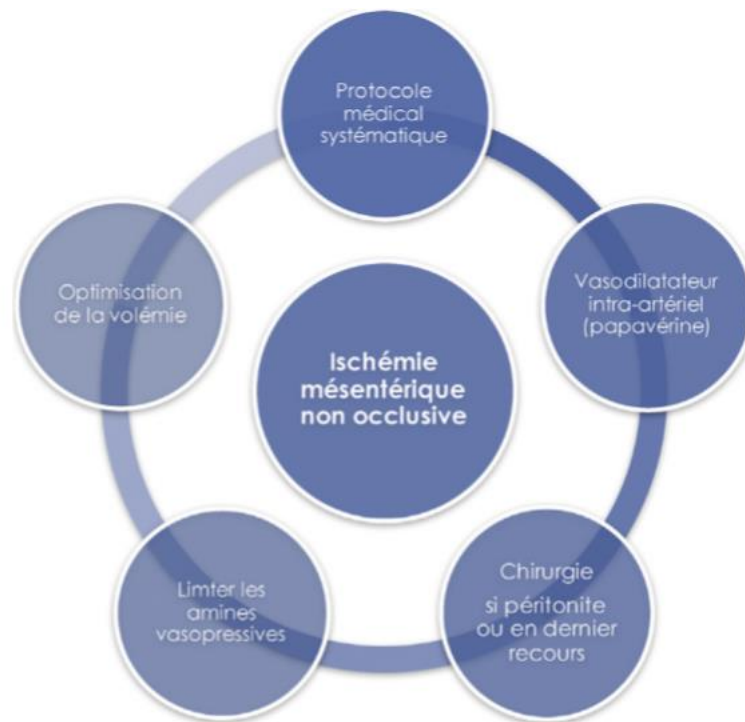 Protocole
médical
systématique
Vasodilatateur
intra-artériel
(papavérine)
Chirurgie
si péritonite
ou en dernier
recours
Limter les
amines
vasopressives
Optimisation
de la volémie
Ischémie
mésentérique
non occlusive